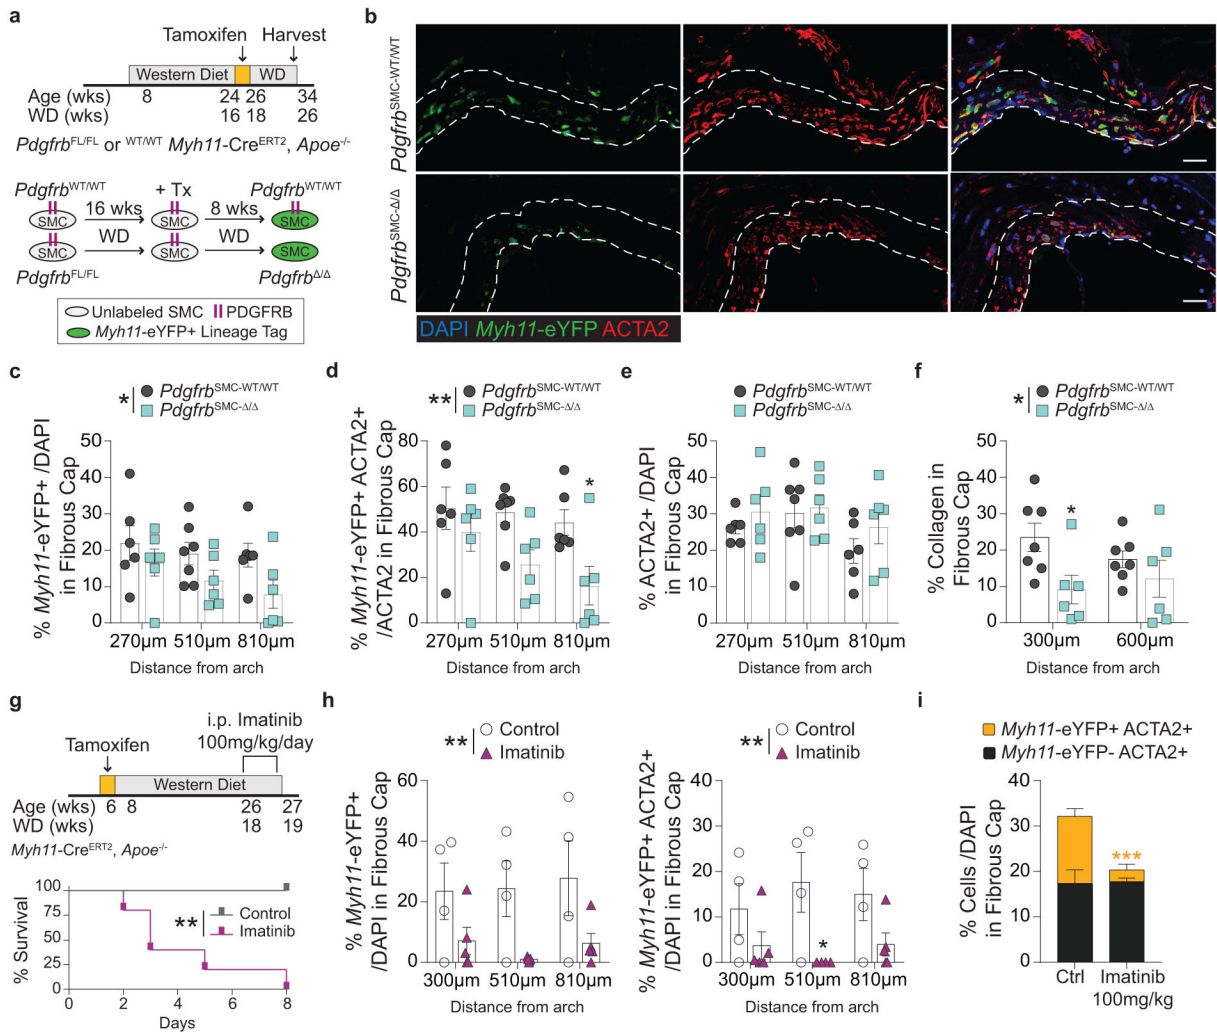 a
Tamoxifen Harvest
Western Diet WD
Age (wks) 8 24 26 34
WD (wks) 16 18 26
Pdgfrb^FL/FL or ^WT/WT Myh11-Cre^ERT2, Apoe^-/-
Pdgfrb^WT/WT + Tx Pdgfrb^WT/WT
SMC 16 wks SMC 8 wks SMC
SMC WD SMC WD SMC
Pdgfrb^FL/FL Pdgfrb^Δ/Δ
Unlabeled SMC PDGFRB
Myh11-eYFP+ Lineage Tag
b
Pdgfrb^SMC-WT/WT
Pdgfrb^SMC-Δ/Δ
DAPI Myh11-eYFP ACTA2
c
* Pdgfrb^SMC-WT/WT
Pdgfrb^SMC-Δ/Δ
% Myh11-eYFP+ /DAPI
in Fibrous Cap
50
40
30
20
10
0
270μm 510μm 810μm
Distance from arch
d
** Pdgfrb^SMC-WT/WT
Pdgfrb^SMC-Δ/Δ
% Myh11-eYFP+ ACTA2+
/ACTA2 in Fibrous Cap
80
60
40
20
0
*
270μm 510μm 810μm
Distance from arch
e
Pdgfrb^SMC-WT/WT
Pdgfrb^SMC-Δ/Δ
% ACTA2+ /DAPI
in Fibrous Cap
50
40
30
20
10
0
270μm 510μm 810μm
Distance from arch
f
* Pdgfrb^SMC-WT/WT
Pdgfrb^SMC-Δ/Δ
% Collagen in
Fibrous Cap
50
40
30
20
10
0
*
300μm 600μm
Distance from arch
g
i.p. Imatinib
100mg/kg/day
Tamoxifen
Western Diet
Age (wks) 6 8 26 27
WD (wks) 18 19
Myh11-Cre^ERT2, Apoe^-/-
% Survival
100
75
50
25
0
** Control
Imatinib
0 2 4 6 8
Days
h
** Control
Imatinib
% Myh11-eYFP+
/DAPI in Fibrous Cap
60
40
20
0
300μm 510μm 810μm
Distance from arch
** Control
Imatinib
% Myh11-eYFP+ ACTA2+
/DAPI in Fibrous Cap
40
30
20
10
0
*
300μm 510μm 810μm
Distance from arch
i
Myh11-eYFP+ ACTA2+
Myh11-eYFP- ACTA2+
% Cells /DAPI
in Fibrous Cap
40
30
20
10
0
***
Ctrl Imatinib
100mg/kg